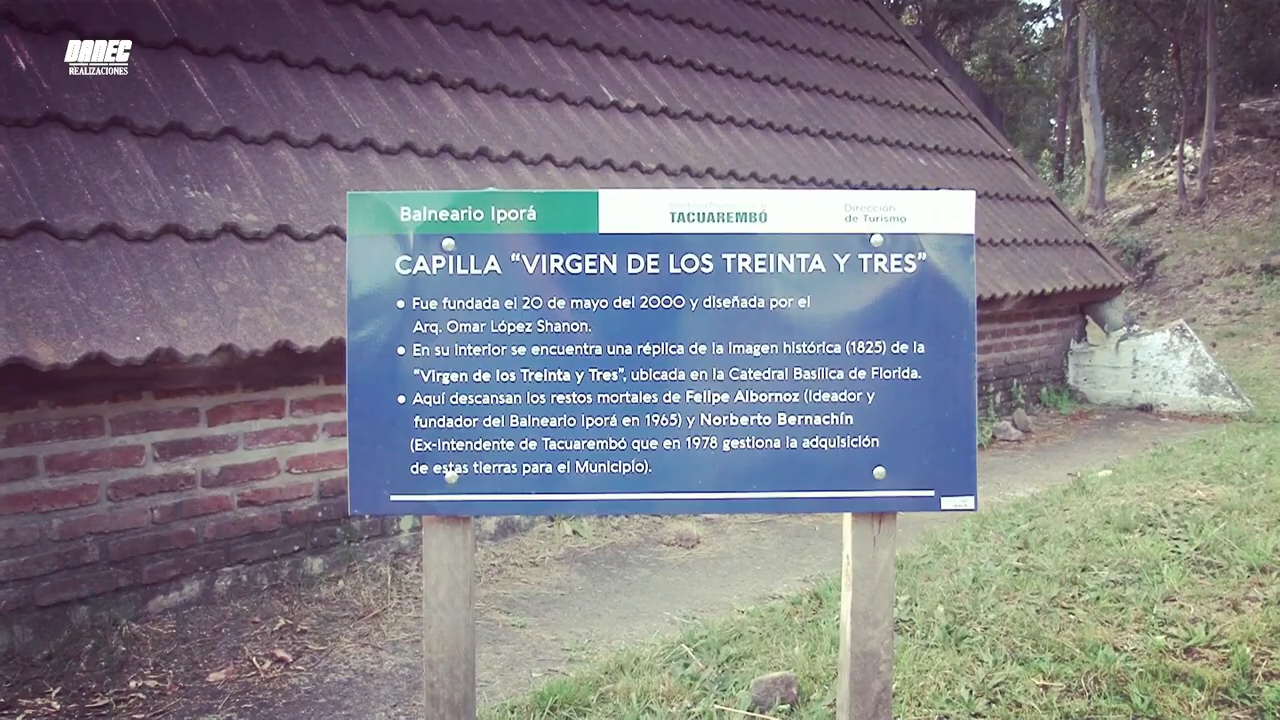 DANEC
REALIZACIONES
Balneario Iporá
TACUAREMBÓ
Dirección
de Turismo
CAPILLA "VIRGEN DE LOS TREINTA Y TRES"
• Fue fundada el 20 de mayo del 2000 y diseñada por el
Arq. Omar López Shanon.
• En su interior se encuentra una réplica de la imagen histórica (1825) de la
"Virgen de los Treinta y Tres", ubicada en la Catedral Basílica de Florida.
• Aquí descansan los restos mortales de Felipe Albornoz (Ideador y
fundador del Balneario Iporá en 1965) y Norberto Bernachín
(Ex-Intendente de Tacuarembó que en 1978 gestiona la adquisición
de estas tierras para el Municipio).